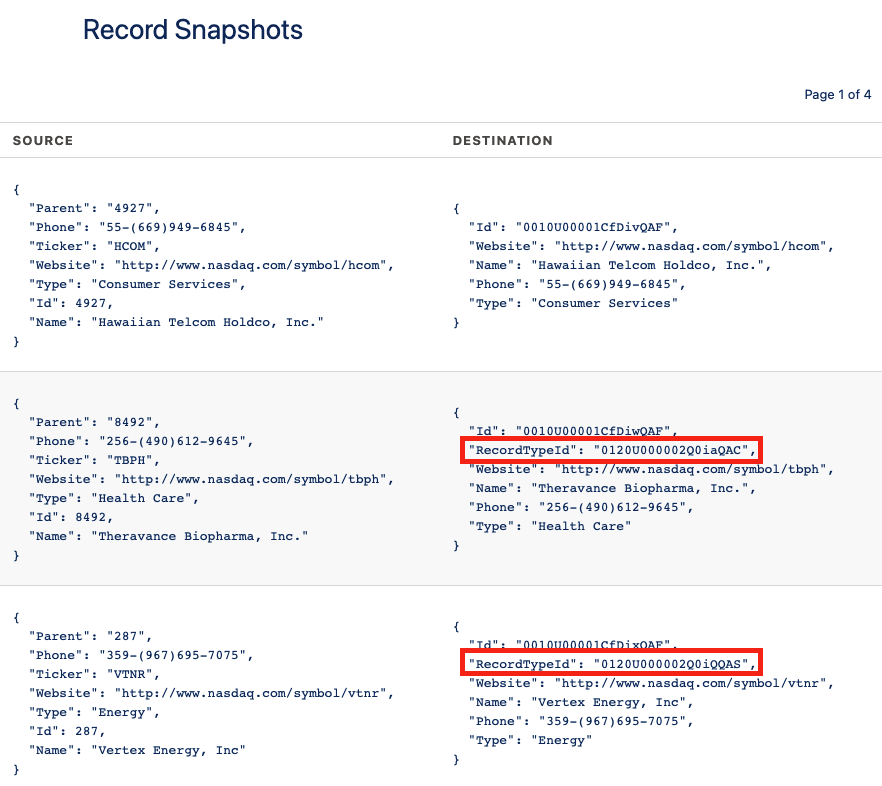 Record Snapshots
Page 1 of 4
SOURCE
DESTINATION
{
"Parent": "4927",
"Phone": "55-(669)949-6845",
"Ticker": "HCOM",
"Website": "http://www.nasdaq.com/symbol/hcom",
"Type": "Consumer Services",
"Id": 4927,
"Name": "Hawaiian Telcom Holdco, Inc."
}
{
"Id": "0010U00001CfDivQAF",
"Website": "http://www.nasdaq.com/symbol/hcom",
"Name": "Hawaiian Telcom Holdco, Inc.",
"Phone": "55-(669)949-6845",
"Type": "Consumer Services"
}
{
"Parent": "8492",
"Phone": "256-(490)612-9645",
"Ticker": "TBPH",
"Website": "http://www.nasdaq.com/symbol/tbph",
"Type": "Health Care",
"Id": 8492,
"Name": "Theravance Biopharma, Inc."
}
{
"Id": "0010U00001CfDiwQAF",
"RecordTypeId": "0120U000002Q0iaQAC",
"Website": "http://www.nasdaq.com/symbol/tbph",
"Name": "Theravance Biopharma, Inc.",
"Phone": "256-(490)612-9645",
"Type": "Health Care"
}
{
"Parent": "287",
"Phone": "359-(967)695-7075",
"Ticker": "VTNR",
"Website": "http://www.nasdaq.com/symbol/vtnr",
"Type": "Energy",
"Id": 287,
"Name": "Vertex Energy, Inc"
}
{
"Id": "0010U00001CfDixQAF",
"RecordTypeId": "0120U000002Q0iQQAS",
"Website": "http://www.nasdaq.com/symbol/vtnr",
"Name": "Vertex Energy, Inc",
"Phone": "359-(967)695-7075",
"Type": "Energy"
}